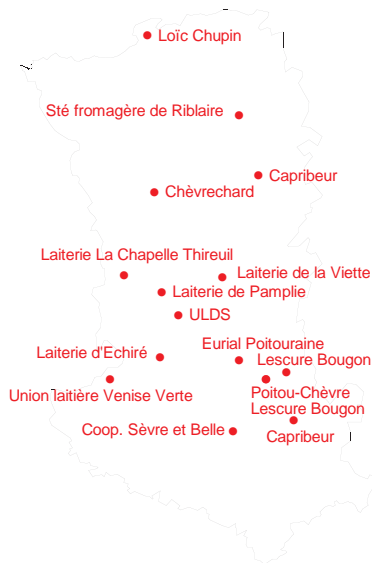 Loïc Chupin
Sté fromagère de Riblaire
Capribeur
Chèvrechard
Laiterie La Chapelle Thireuil
Laiterie de la Viette
Laiterie de Pamplie
ULDS
Eurial Poitouraine
Laiterie d'Echiré
Lescure Bougon
Union laitière Venise Verte
Poitou-Chèvre
Lescure Bougon
Coop. Sèvre et Belle
Capribeur